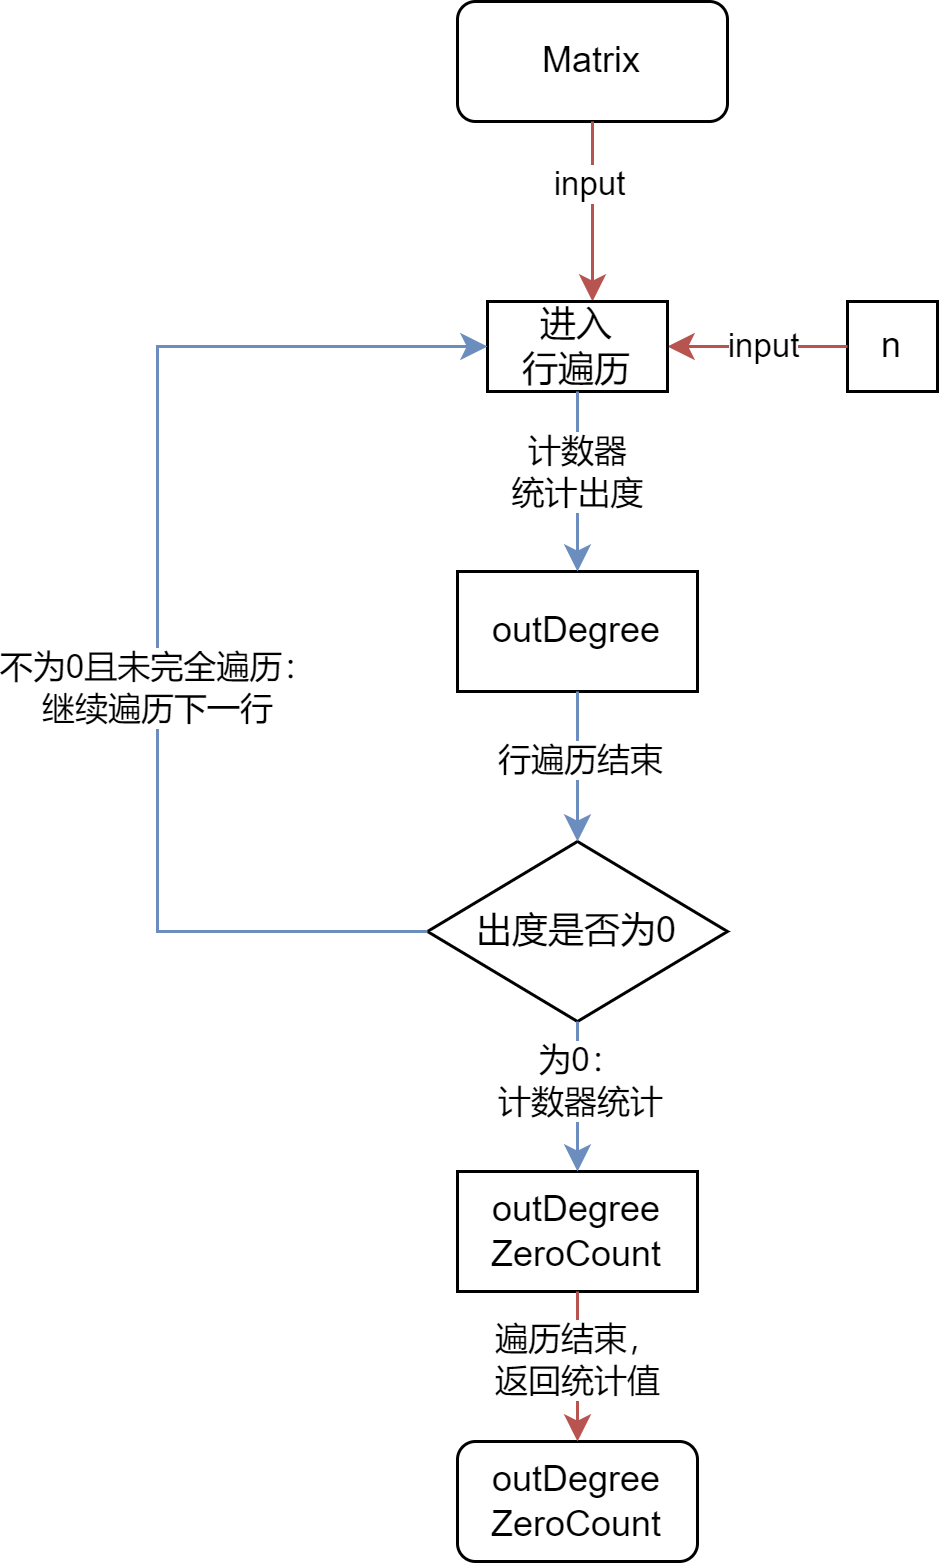 Matrix
input
进入
行遍历
input
n
计数器
统计出度
outDegree
不为0且未完全遍历：
继续遍历下一行
行遍历结束
出度是否为0
为0：
计数器统计
outDegree
ZeroCount
遍历结束，
返回统计值
outDegree
ZeroCount